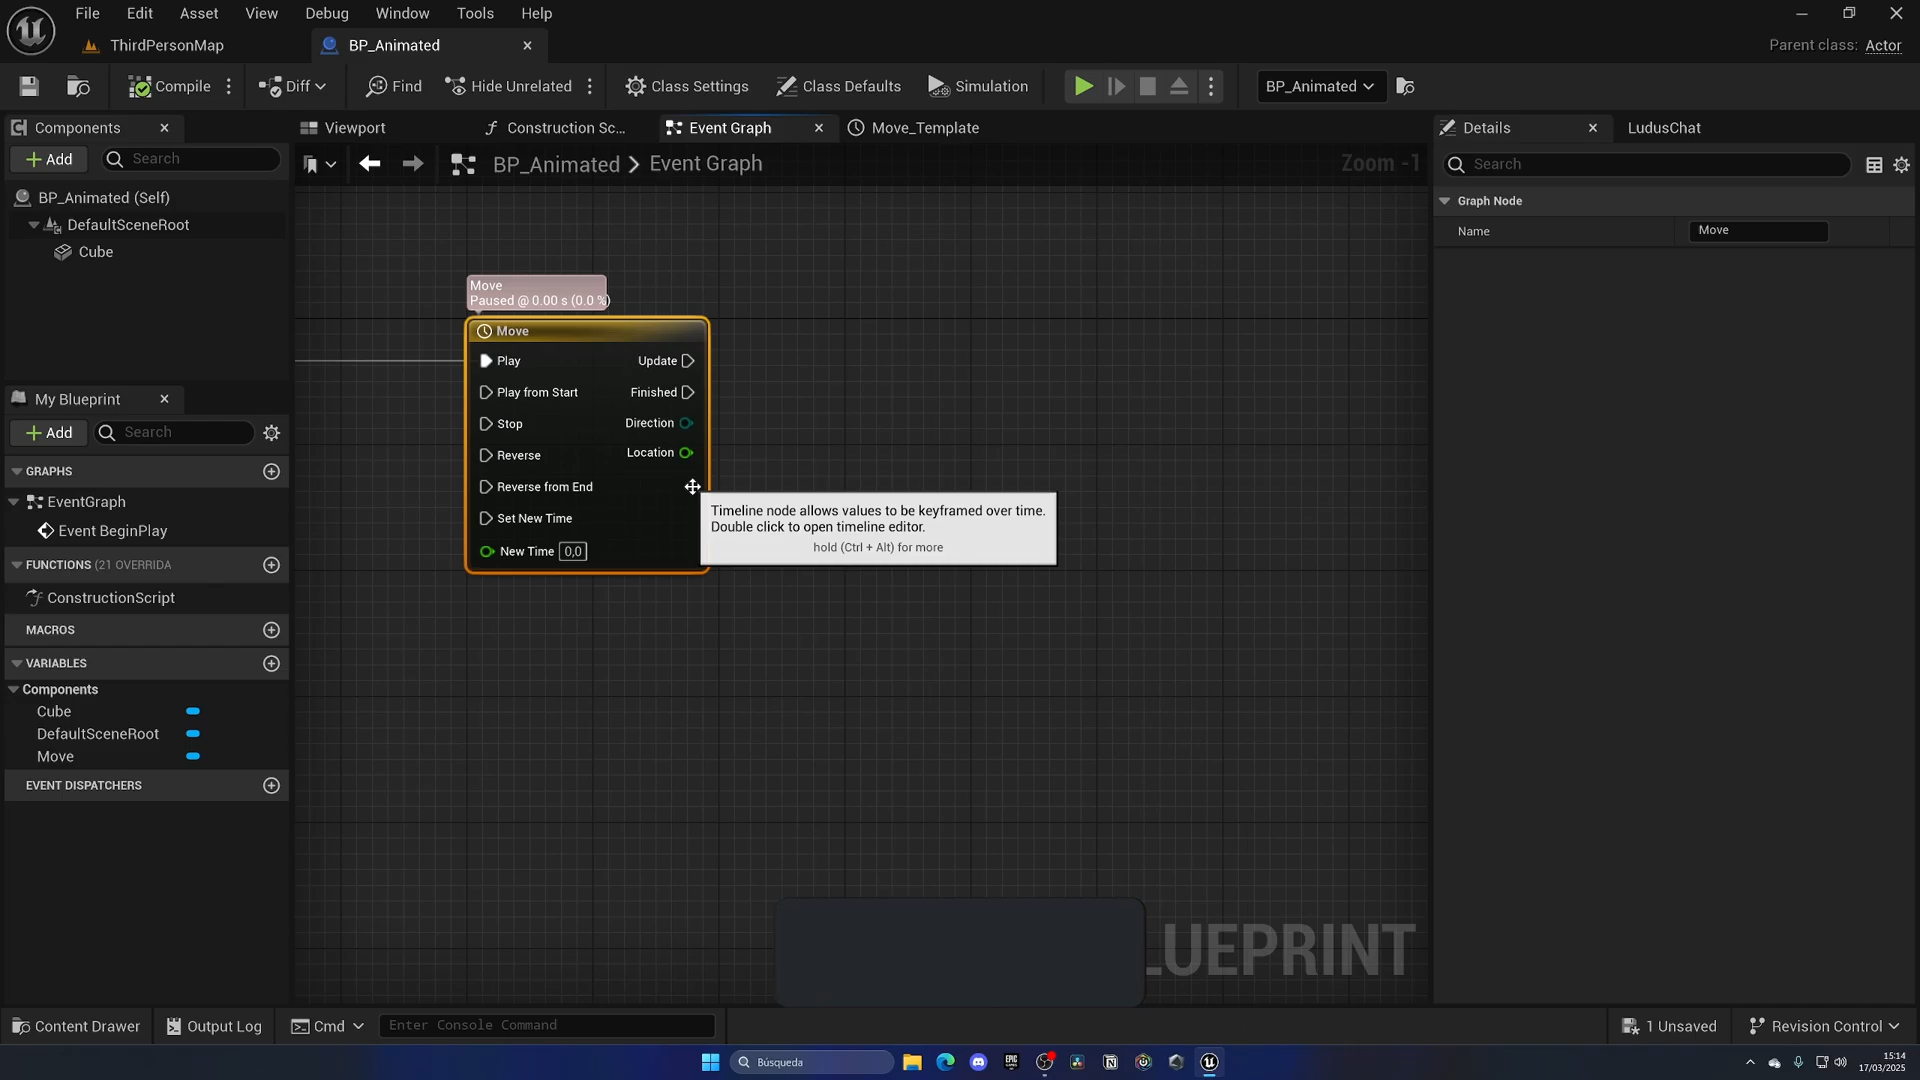 File Edit Asset View Debug Window Tools Help
ThirdPersonMap
BP_Animated
Parent class: Actor
Compile
Diff
Find
Hide Unrelated
Class Settings
Class Defaults
Simulation
BP_Animated
Components
Add
Search
BP_Animated (Self)
DefaultSceneRoot
Cube
My Blueprint
Add
Search
GRAPHS
EventGraph
Event BeginPlay
FUNCTIONS (21 OVERRIDA
ConstructionScript
MACROS
VARIABLES
Components
Cube
DefaultSceneRoot
Move
EVENT DISPATCHERS
Viewport
Construction Sc...
Event Graph
Move_Template
BP_Animated > Event Graph
Zoom -1
Move
Paused @ 0.00 s (0.0 %)
Move
Play
Update
Play from Start
Finished
Stop
Direction
Reverse
Location
Reverse from End
Set New Time
New Time 0,0
Timeline node allows values to be keyframed over time.
Double click to open timeline editor.
hold (Ctrl + Alt) for more
LUEPRINT
Details
LudusChat
Search
Graph Node
Name
Move
Content Drawer
Output Log
Cmd
Enter Console Command
1 Unsaved
Revision Control
Búsqueda
15:14
17/03/2025